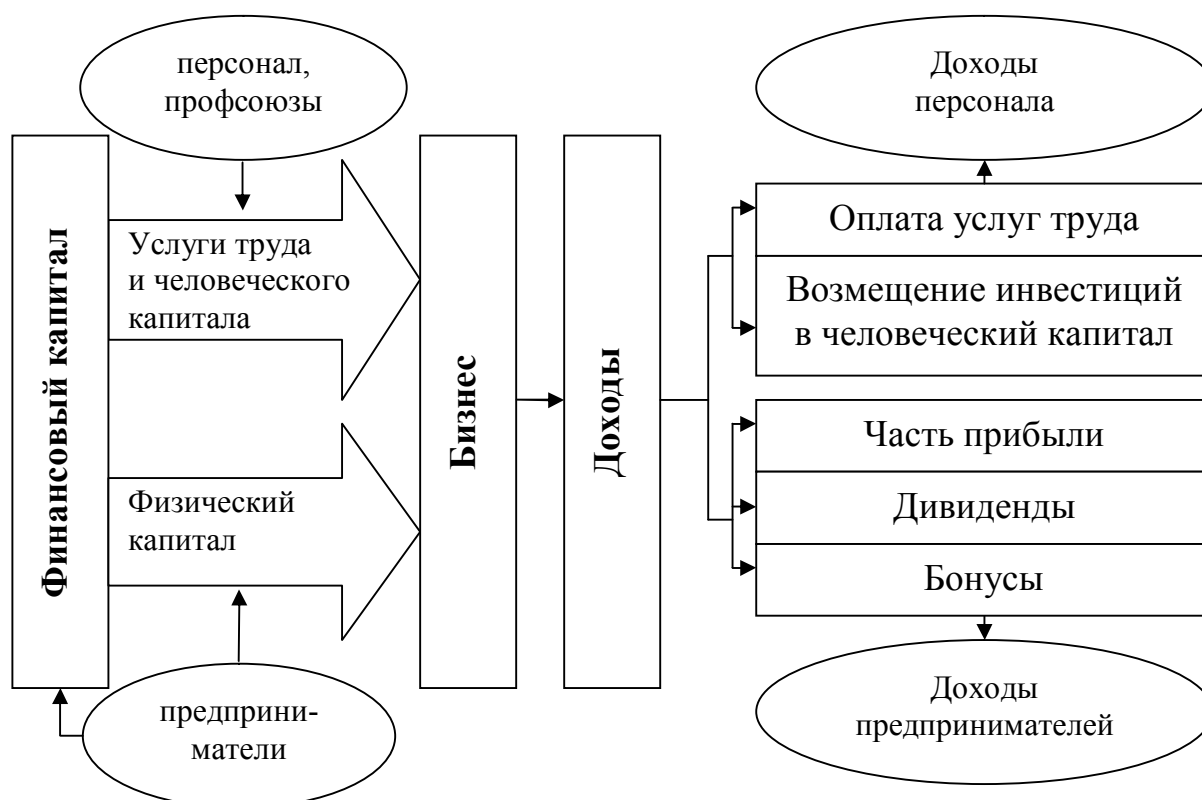 персонал,
профсоюзы
Доходы
персонала
Финансовый капитал
Услуги труда
и человеческого
капитала
Физический
капитал
предприни-
матели
Бизнес
Доходы
Оплата услуг труда
Возмещение инвестиций
в человеческий капитал
Часть прибыли
Дивиденды
Бонусы
Доходы
предпринимателей